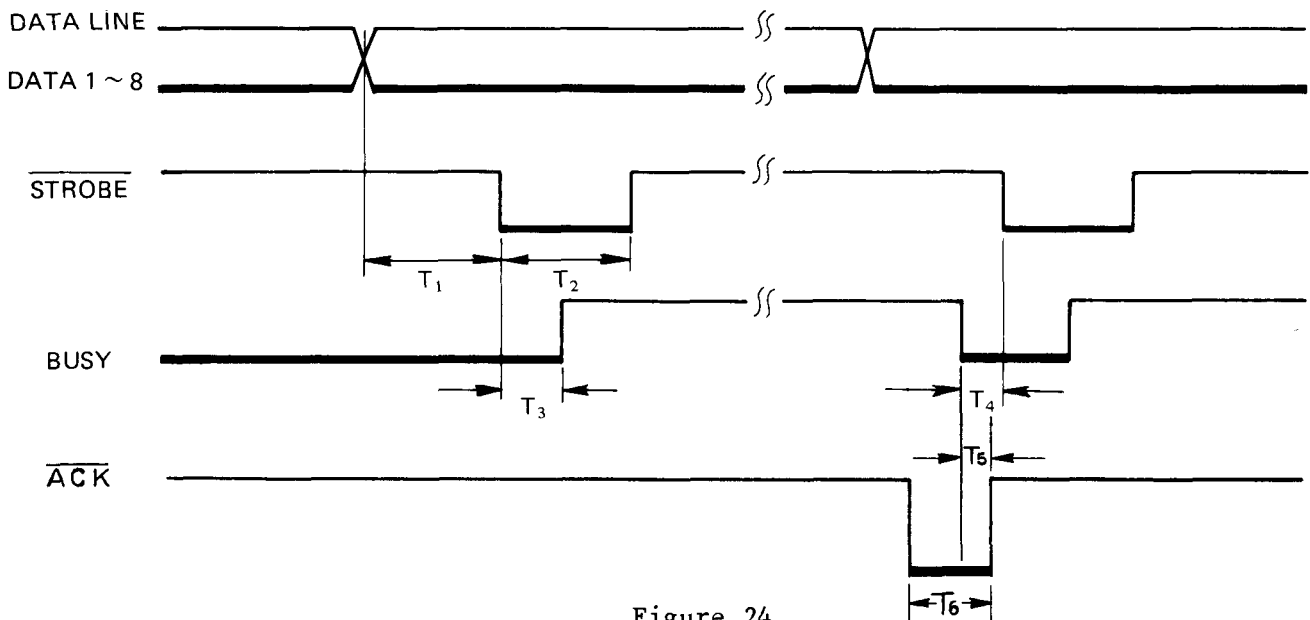 DATA LINE
DATA 1 ~ 8
STROBE
T₁
T₂
BUSY
T₃
T₄
T₅
ACK
T₆
Figure 24